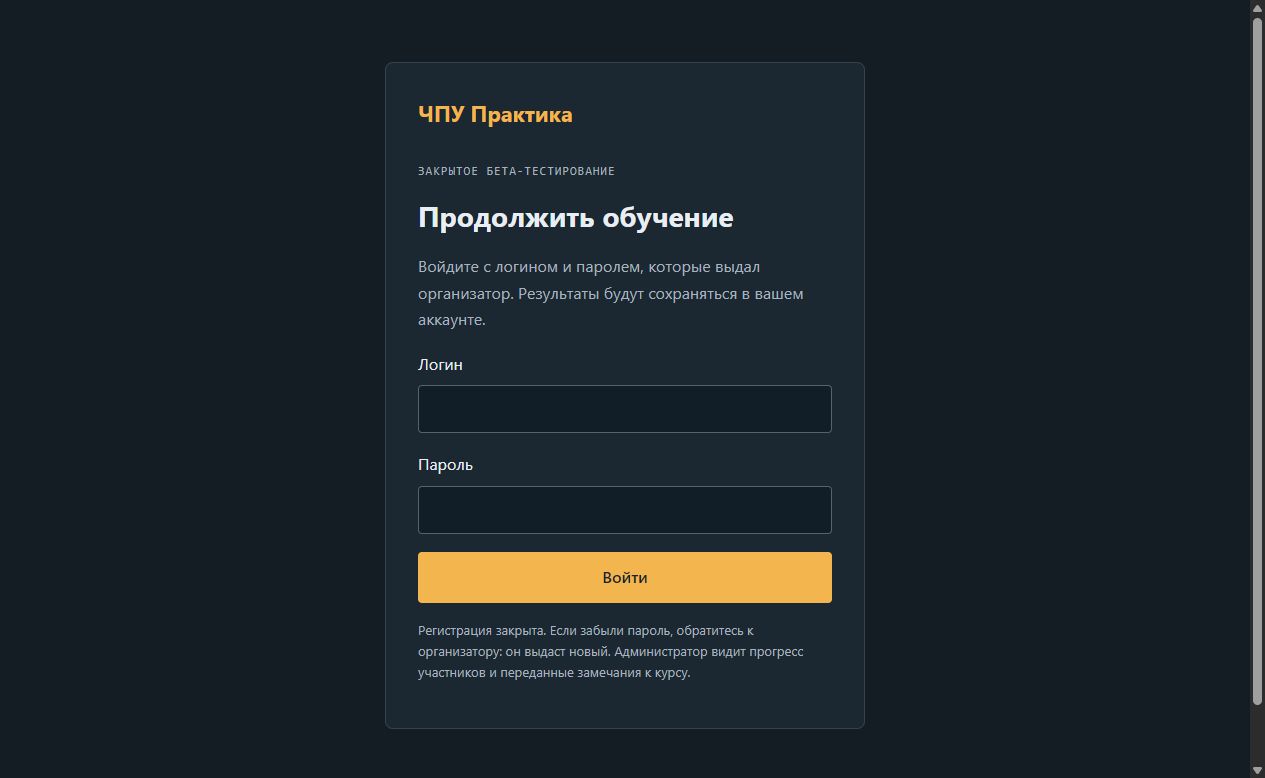 ЧПУ Практика
ЗАКРЫТОЕ БЕТА-ТЕСТИРОВАНИЕ
Продолжить обучение
Войдите с логином и паролем, которые выдал
организатор. Результаты будут сохраняться в вашем
аккаунте.
Логин
Пароль
Войти
Регистрация закрыта. Если забыли пароль, обратитесь к
организатору: он выдаст новый. Администратор видит прогресс
участников и переданные замечания к курсу.